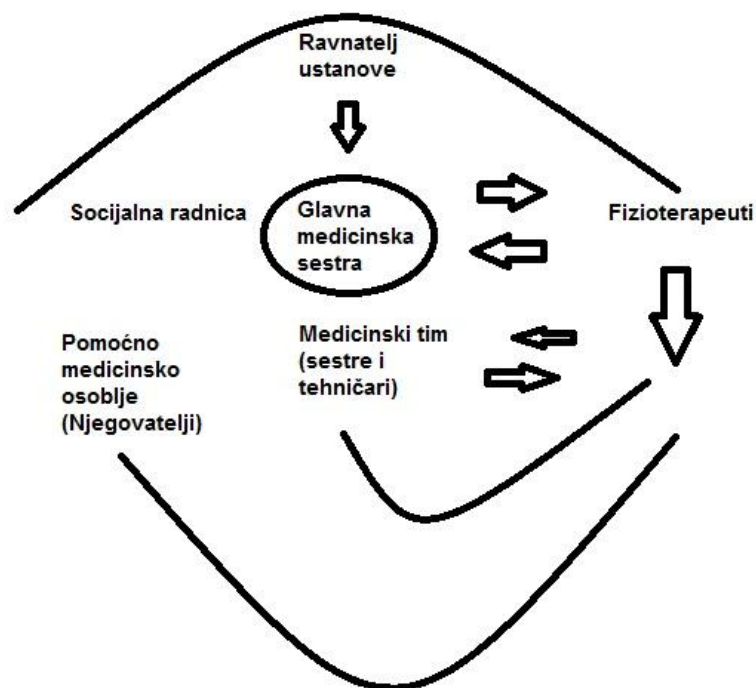 Ravnatelj
ustanove
Socijalna radnica
Glavna
medicinska
sestra
Fizioterapeuti
Pomoćno
medicinsko
osoblje
(Njegovatelji)
Medicinski tim
(sestre i
tehničari)